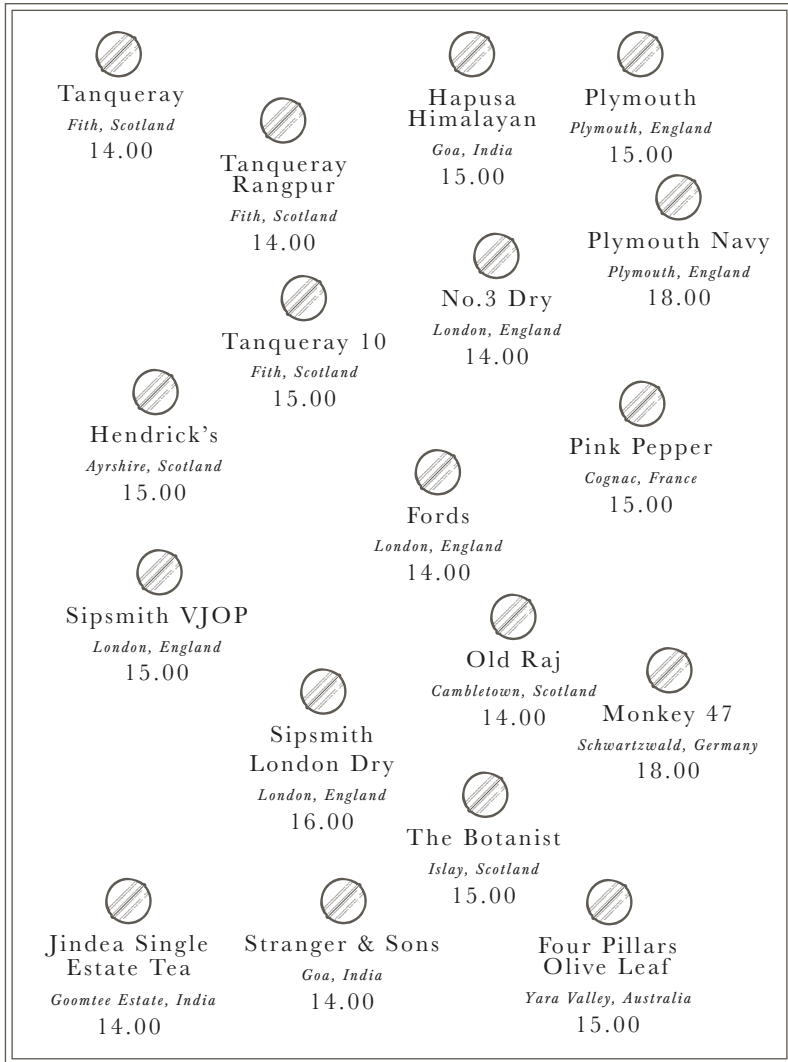 Tanqueray
Fith, Scotland
14.00
Tanqueray
Rangpur
Fith, Scotland
14.00
Hapusa
Himalayan
Goa, India
15.00
Plymouth
Plymouth, England
15.00
Plymouth Navy
Plymouth, England
18.00
No.3 Dry
London, England
14.00
Tanqueray 10
Fith, Scotland
15.00
Hendrick's
Ayrshire, Scotland
15.00
Pink Pepper
Cognac, France
15.00
Fords
London, England
14.00
Sipsmith VJOP
London, England
15.00
Old Raj
Cambletown, Scotland
14.00
Monkey 47
Schwartzwald, Germany
18.00
Sipsmith
London Dry
London, England
16.00
The Botanist
Islay, Scotland
15.00
Jindea Single
Estate Tea
Goomtee Estate, India
14.00
Stranger & Sons
Goa, India
14.00
Four Pillars
Olive Leaf
Yara Valley, Australia
15.00